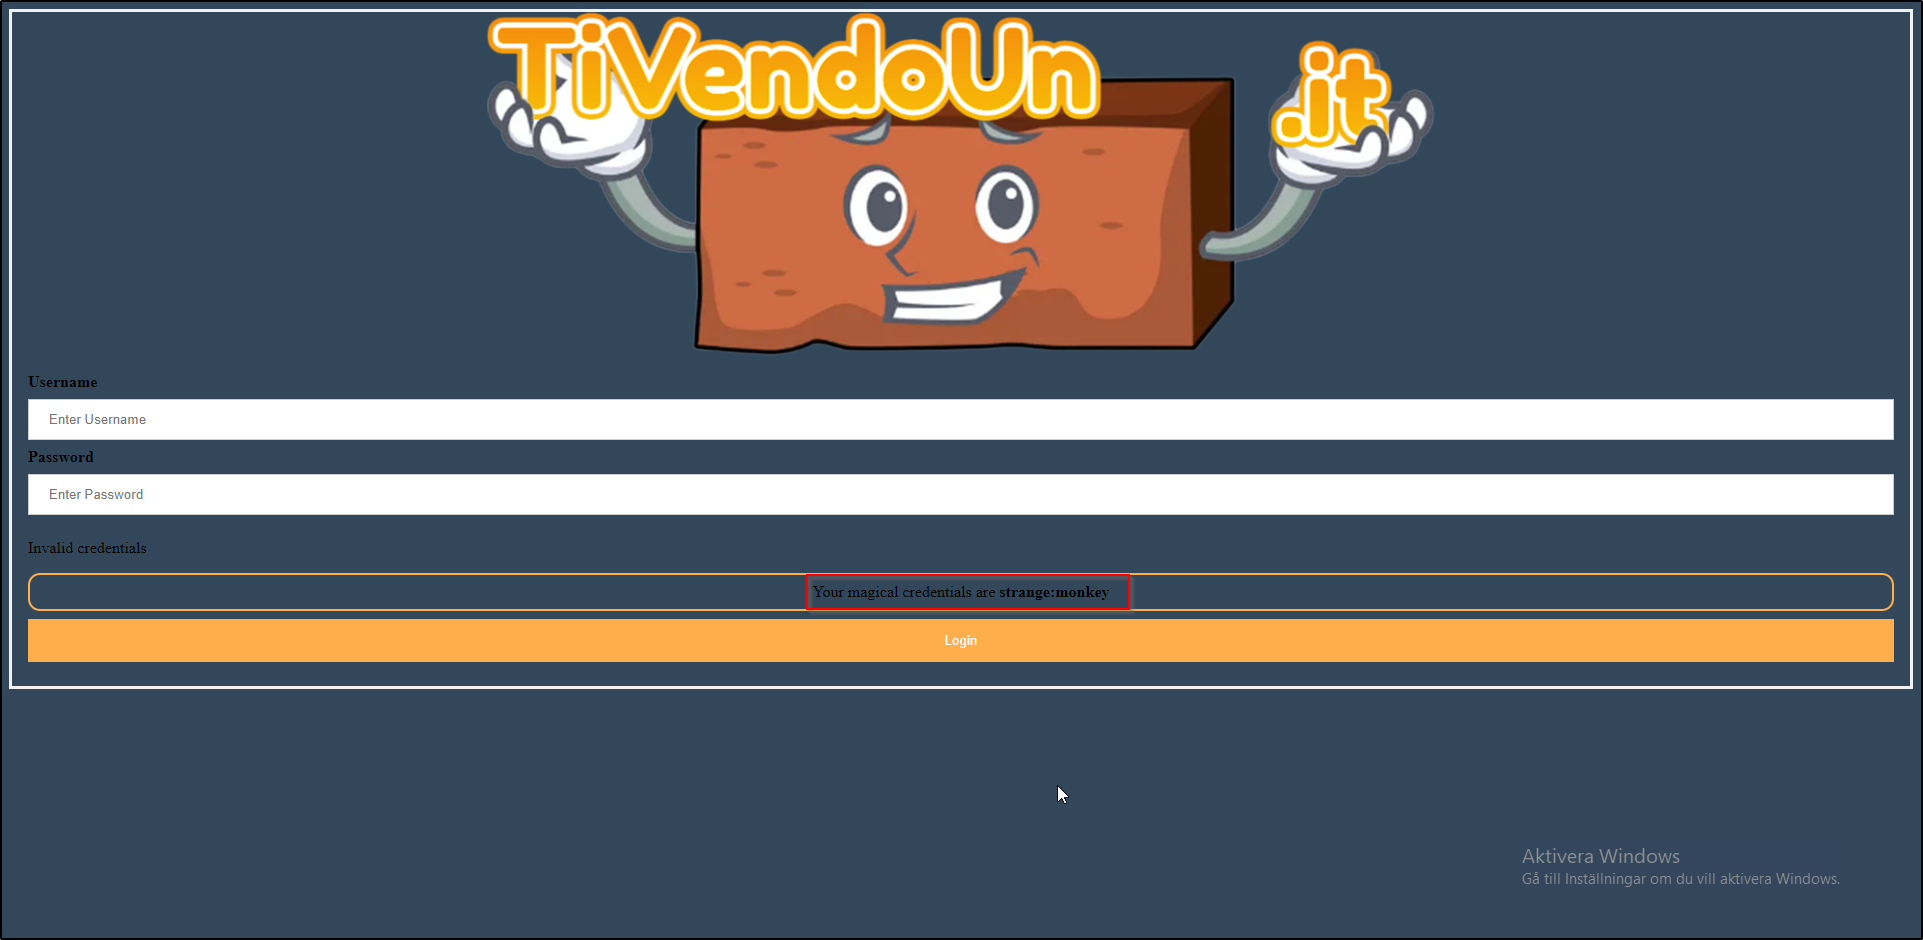 TiVendoUn .it
Username
Enter Username
Password
Enter Password
Invalid credentials
Your magical credentials are strange:monkey
Login
Aktivera Windows
Gå till Inställningar om du vill aktivera Windows.